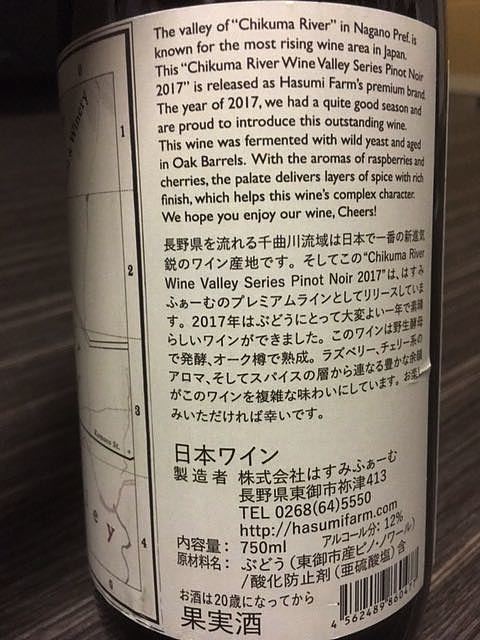 & Winery
1
2
3
4
ey
The valley of "Chikuma River" in Nagano Pref. is
known for the most rising wine area in Japan.
This "Chikuma River Wine Valley Series Pinot Noir
2017" is released as Hasumi Farm's premium brand.
The year of 2017, we had a quite good season and
are proud to introduce this outstanding wine.
This wine was fermented with wild yeast and aged
in Oak Barrels. With the aromas of raspberries and
cherries, the palate delivers layers of spice with rich
finish, which helps this wine's complex character.
We hope you enjoy our wine, Cheers!
長野県を流れる千曲川流域は日本で一番の新進気
鋭のワイン産地です。そしてこの"Chikuma River
Wine Valley Series Pinot Noir 2017"は、はすみ
ふぁーむのプレミアムラインとしてリリースしていま
す。2017年はぶどうにとって大変よい一年で素晴
らしいワインができました。このワインは野生酵母
で発酵、オーク樽で熟成。ラズベリー、チェリー系の
アロマ、そしてスパイスの層から連なる豊かな余韻
がこのワインを複雑な味わいにしています。お楽し
みいただければ幸いです。
日本ワイン
製造者 株式会社はすみふぁーむ
長野県東御市祢津413
TEL 0268(64)5550
http://hasumifarm.com
内容量： 750ml アルコール分: 12%
原材料名： ぶどう（東御市産ピノ・ノワール）
/酸化防止剤（亜硫酸塩）含
お酒は20歳になってから
果実酒
4 562489 86041